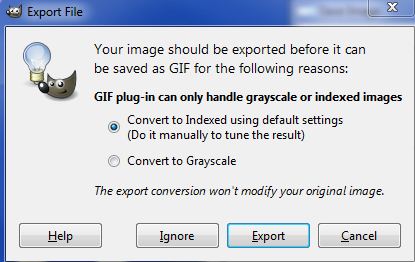 Export File
Your image should be exported before it can
be saved as GIF for the following reasons:
GIF plug-in can only handle grayscale or indexed images
Convert to Indexed using default settings
(Do it manually to tune the result)
Convert to Grayscale
The export conversion won't modify your original image.
Help Ignore Export Cancel